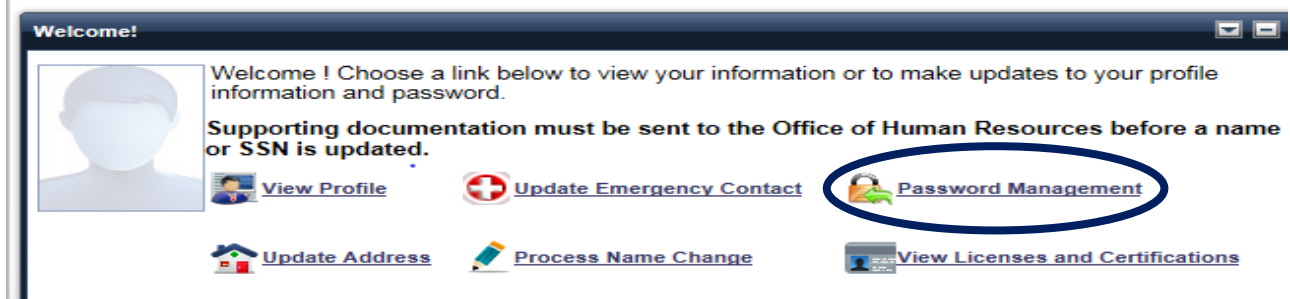 Welcome!
Welcome ! Choose a link below to view your information or to make updates to your profile
information and password.
Supporting documentation must be sent to the Office of Human Resources before a name
or SSN is updated.
View Profile Update Emergency Contact Password Management
Update Address Process Name Change View Licenses and Certifications